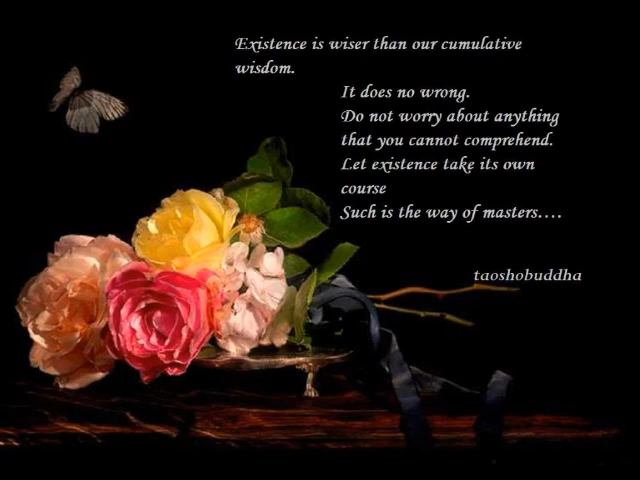 Existence is wiser than our cumulative
wisdom.
It does no wrong.
Do not worry about anything
that you cannot comprehend.
Let existence take its own
course
Such is the way of masters....
taoshobuddha